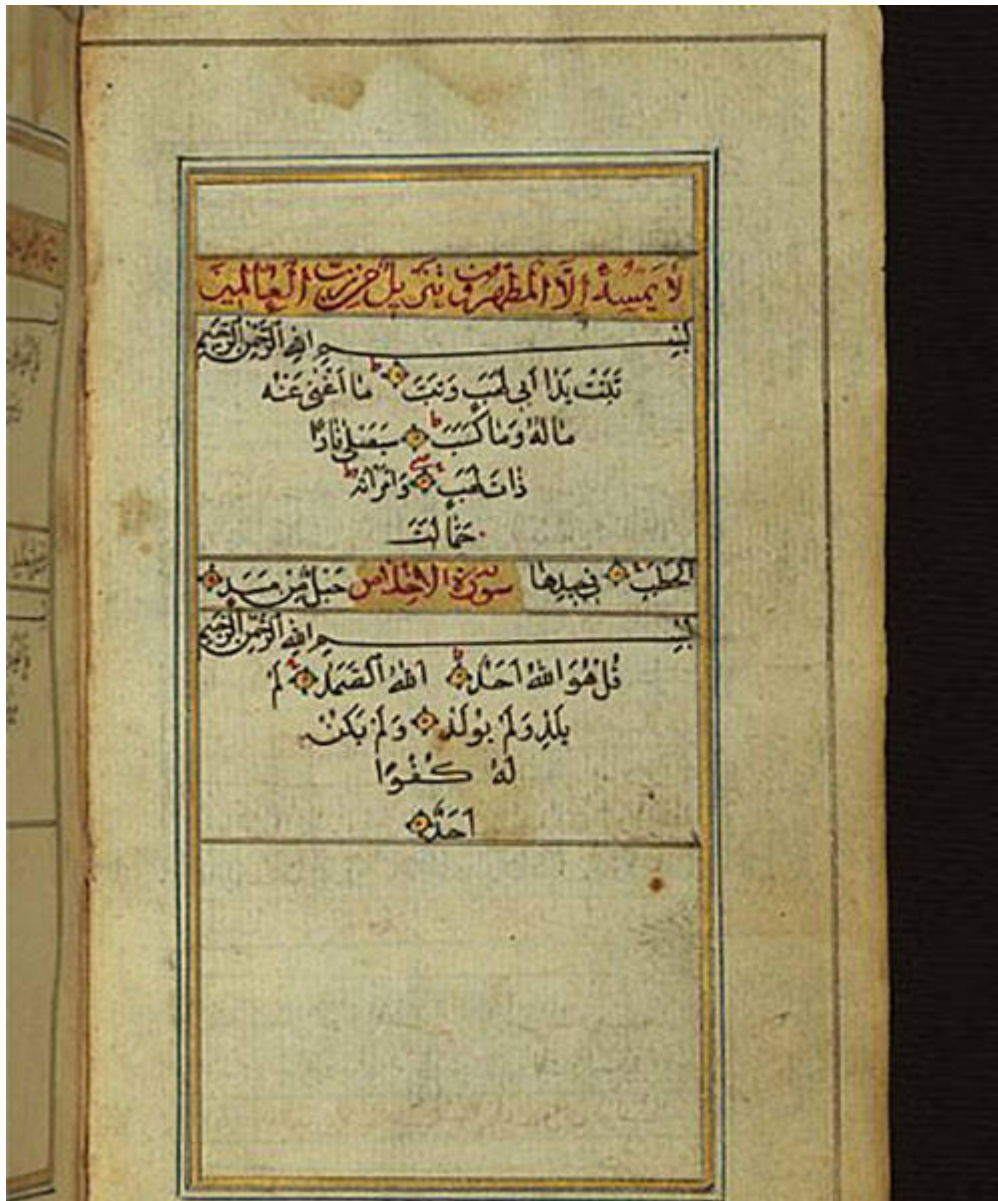 لا يمسه الا المطهرون تنزيل من رب العالمين
بسم الله الرحمن الرحيم
تبت يدا ابي لهب وتب ما اغنى عنه
ماله وما كسب سيصلى نارا
ذات لهب وامراته
حمالت
الحطب في جيدها سورة الاخلاص حبل من مسد
بسم الله الرحمن الرحيم
قل هو الله احد الله الصمد لم
يلد ولم يولد ولم يكن
له كفوا
احد